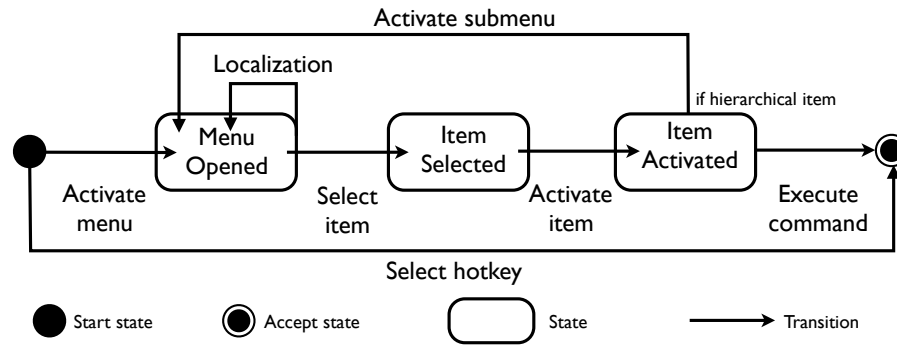 Activate submenu
Localization
if hierarchical item
Menu
Opened
Item
Selected
Item
Activated
Activate
menu
Select
item
Activate
item
Execute
command
Select hotkey
Start state
Accept state
State
Transition